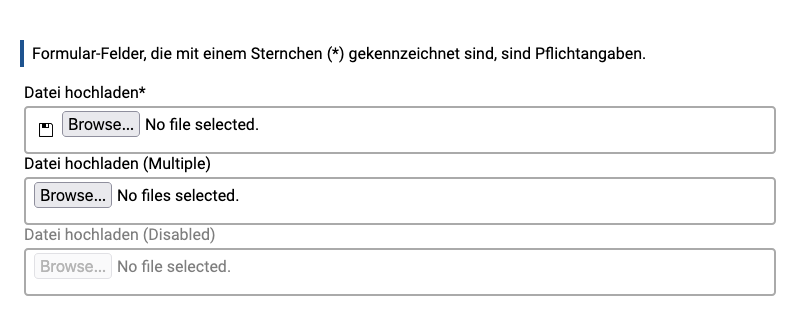 Formular-Felder, die mit einem Sternchen (*) gekennzeichnet sind, sind Pflichtangaben.
Datei hochladen*
Browse... No file selected.
Datei hochladen (Multiple)
Browse... No files selected.
Datei hochladen (Disabled)
Browse... No file selected.